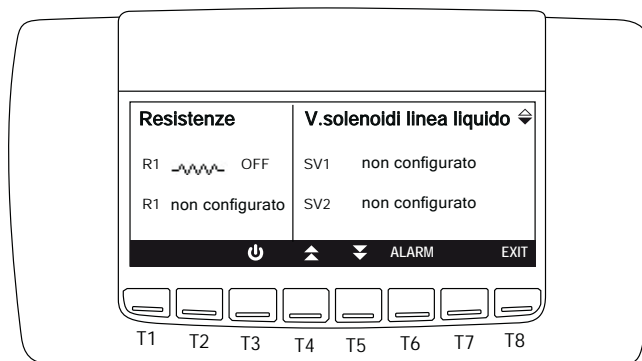 Resistenze
V.solenoidi linea liquido
R1 OFF
SV1 non configurato
R1 non configurato
SV2 non configurato
ALARM EXIT
T1 T2 T3 T4 T5 T6 T7 T8